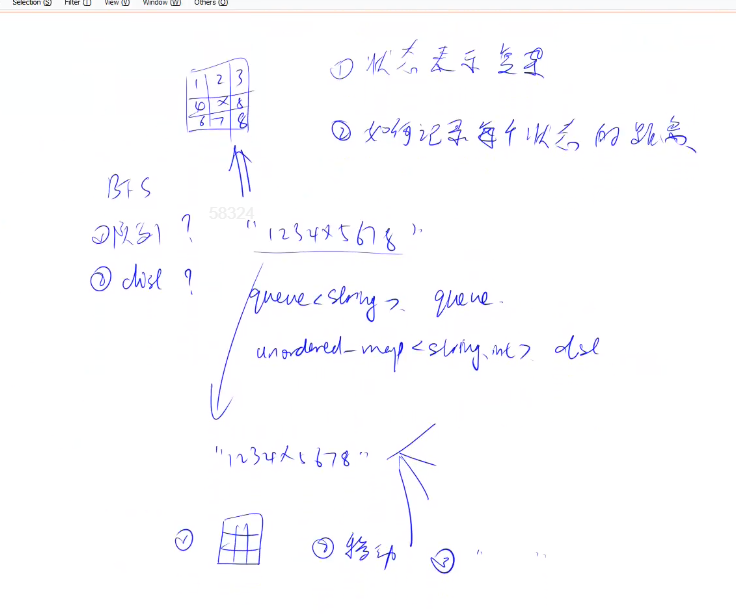 Selection (S) Filter (I) View (V) Window (W) Others (O)
① 状态表示复杂
② 如何记录每个状态的距离
1 2 3
4 x 8
6 7 8
BFS
① 队列 ?
② dist ?
58324
"1234x5678"
queue<string> queue.
unordered_map<string, int> dist
"1234x5678"
① ② 移动 ③ " "